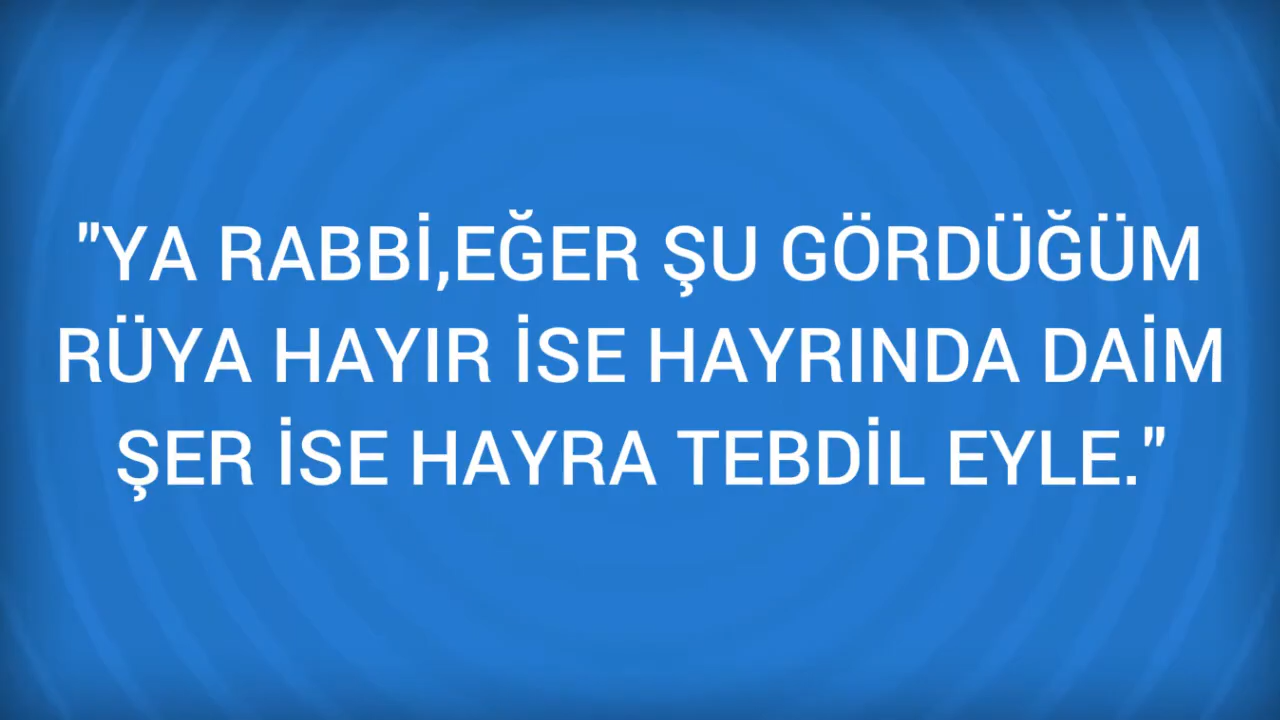 "YA RABBİ,EĞER ŞU GÖRDÜĞÜM
RÜYA HAYIR İSE HAYRINDA DAİM
ŞER İSE HAYRA TEBDİL EYLE."